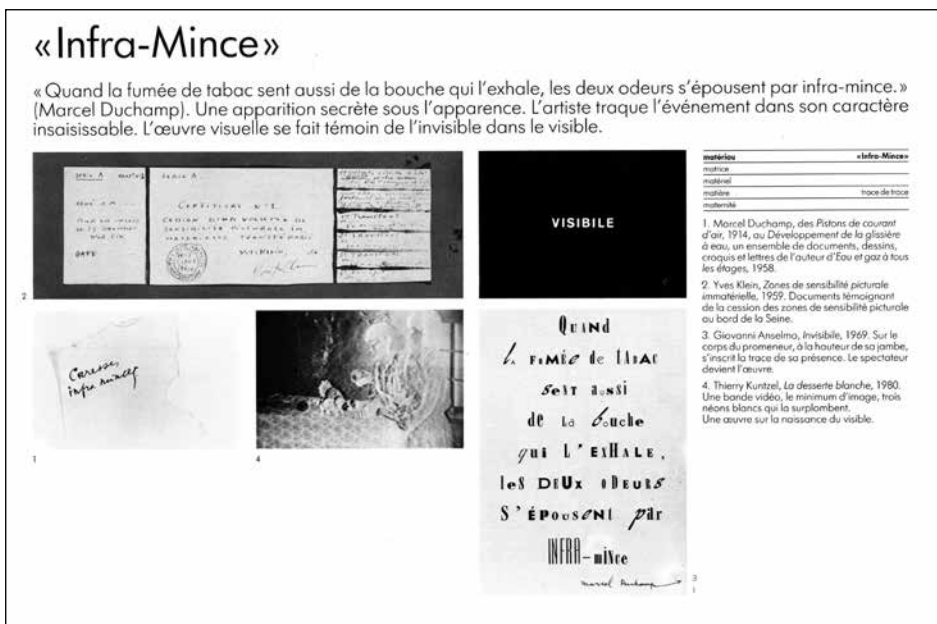 «Infra-Mince»
« Quand la fumée de tabac sent aussi de la bouche qui l'exhale, les deux odeurs s'épousent par infra-mince. »
(Marcel Duchamp). Une apparition secrète sous l'apparence. L'artiste traque l'événement dans son caractère
insaisissable. L'œuvre visuelle se fait témoin de l'invisible dans le visible.
SERIE A
SERIE A
CERTIFICAT N°1
DATE
2
VISIBILE
Caresses
infra minces
1
4
QUAND
LA FUMÉE de TABAC
SENT aussi
de La bouche
qui L'EXHALE,
les DEUX ODEURS
S'ÉPOUSENT par
INFRA-mince
marcel Duchamp
3
1
matériau «Infra-Mince»
matrice
matériel
matière trace de trace
maternité
1. Marcel Duchamp, des Pistons de courant
d'air, 1914, au Développement de la glissière
à eau, un ensemble de documents, dessins,
croquis et lettres de l'auteur d'Eau et gaz à tous
les étages, 1958.
2. Yves Klein, Zones de sensibilité picturale
immatérielle, 1959. Documents témoignant
de la cession des zones de sensibilité picturale
au bord de la Seine.
3. Giovanni Anselmo, Invisibile, 1969. Sur le
corps du promeneur, à la hauteur de sa jambe,
s'inscrit la trace de sa présence. Le spectateur
devient l'œuvre.
4. Thierry Kuntzel, La desserte blanche, 1980.
Une bande vidéo, le minimum d'image, trois
néons blancs qui la surplombent.
Une œuvre sur la naissance du visible.